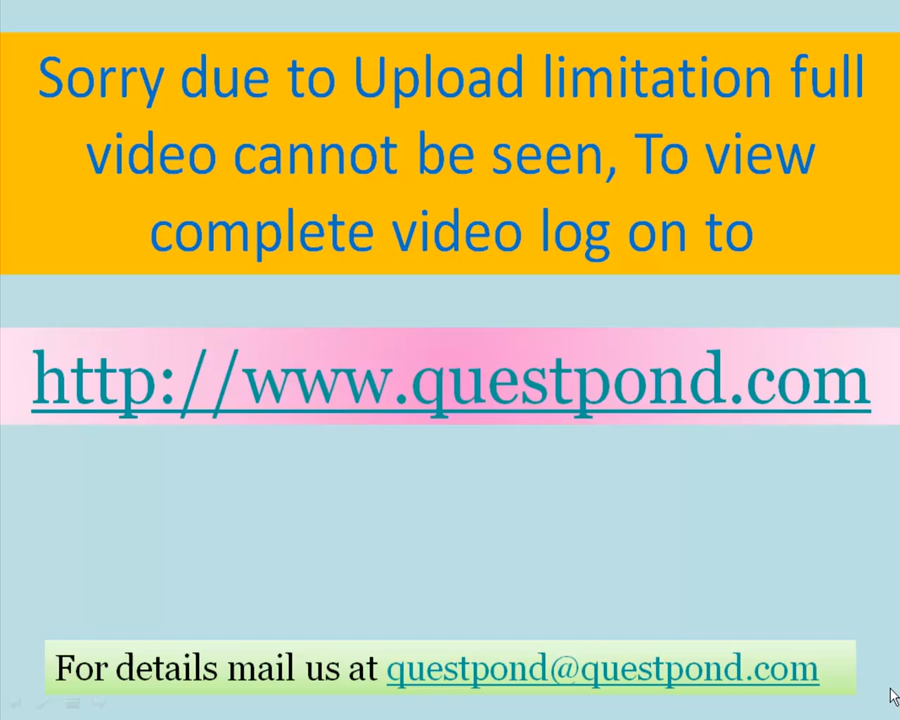 Sorry due to Upload limitation full
video cannot be seen, To view
complete video log on to
http://www.questpond.com
For details mail us at questpond@questpond.com